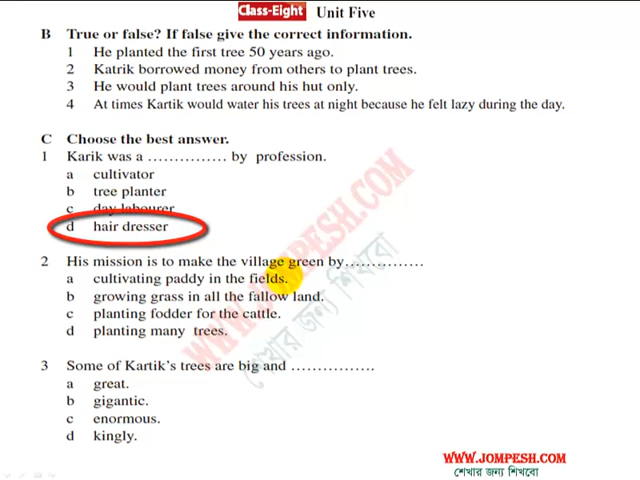 Class-Eight Unit Five
B True or false? If false give the correct information.
1 He planted the first tree 50 years ago.
2 Katrik borrowed money from others to plant trees.
3 He would plant trees around his hut only.
4 At times Kartik would water his trees at night because he felt lazy during the day.
C Choose the best answer.
1 Karik was a …………… by profession.
a cultivator
b tree planter
c day labourer
d hair dresser
2 His mission is to make the village green by……………
a cultivating paddy in the fields.
b growing grass in all the fallow land.
c planting fodder for the cattle.
d planting many trees.
3 Some of Kartik's trees are big and ……………
a great.
b gigantic.
c enormous.
d kingly.
WWW.JOMPESH.COM
শেখার জন্য শিখবো
WWW.JOMPESH.COM
শেখার জন্য শিখবো